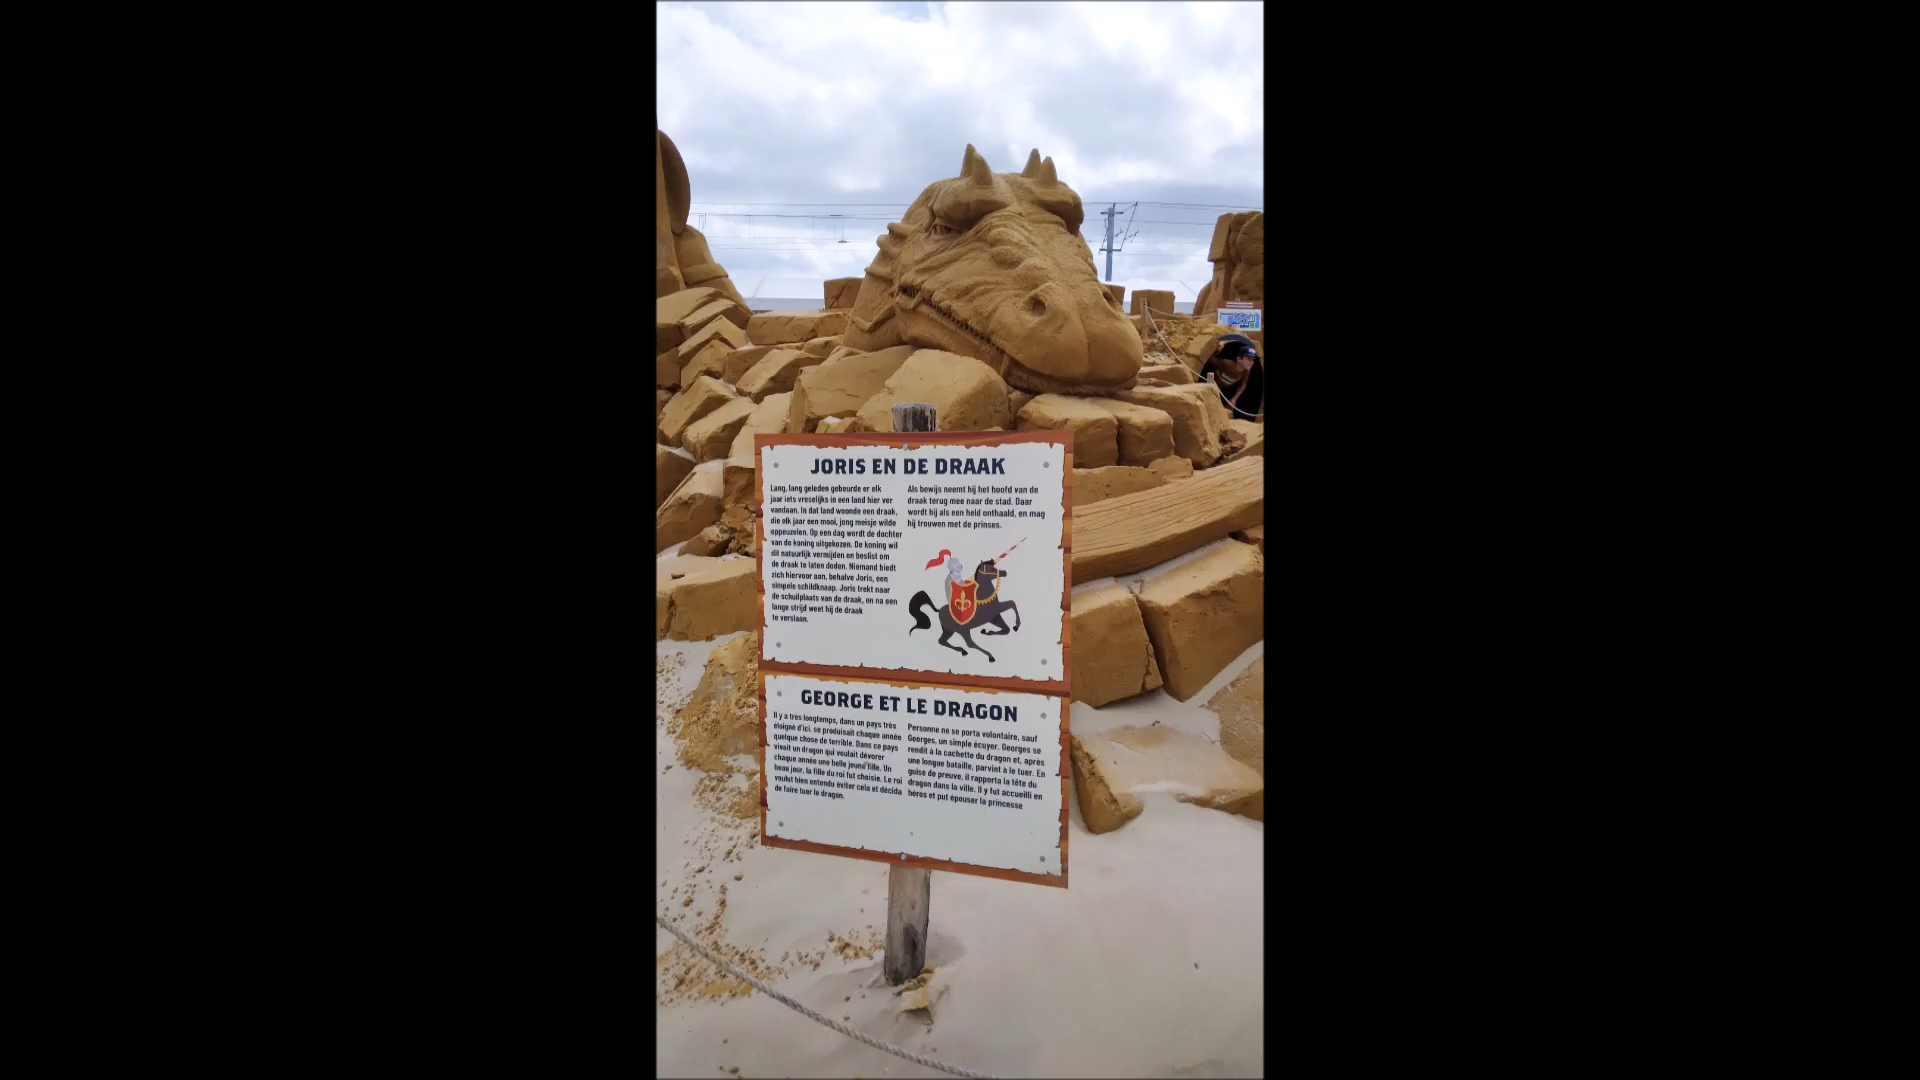 JORIS EN DE DRAAK
Lang, lang geleden gebeurde er elk
jaar iets vreselijks in een land hier ver
vandaan. In dat land woonde een draak,
die elk jaar een mooi, jong meisje wilde
oppeuzelen. Op een dag wordt de dochter
van de koning uitgekozen. De koning wil
dit natuurlijk vermijden en beslist om
de draak te laten doden. Niemand biedt
zich hiervoor aan, behalve Joris, een
simpele schildknaap. Joris trekt naar
de schuilplaats van de draak, en na een
lange strijd weet hij de draak
te verslaan.
Als bewijs neemt hij het hoofd van de
draak terug mee naar de stad. Daar
wordt hij als een held onthaald, en mag
hij trouwen met de prinses.
GEORGE ET LE DRAGON
Il y a très longtemps, dans un pays très
éloigné d'ici, se produisait chaque année
quelque chose de terrible. Dans ce pays
vivait un dragon qui voulait dévorer
chaque année une belle jeune fille. Un
beau jour, la fille du roi fut choisie. Le roi
voulut bien entendu éviter cela et décida
de faire tuer le dragon.
Personne ne se porta volontaire, sauf
Georges, un simple écuyer. Georges se
rendit à la cachette du dragon et, après
une longue bataille, parvint à le tuer. En
guise de preuve, il rapporta la tête du
dragon dans la ville. Il y fut accueilli en
héros et put épouser la princesse